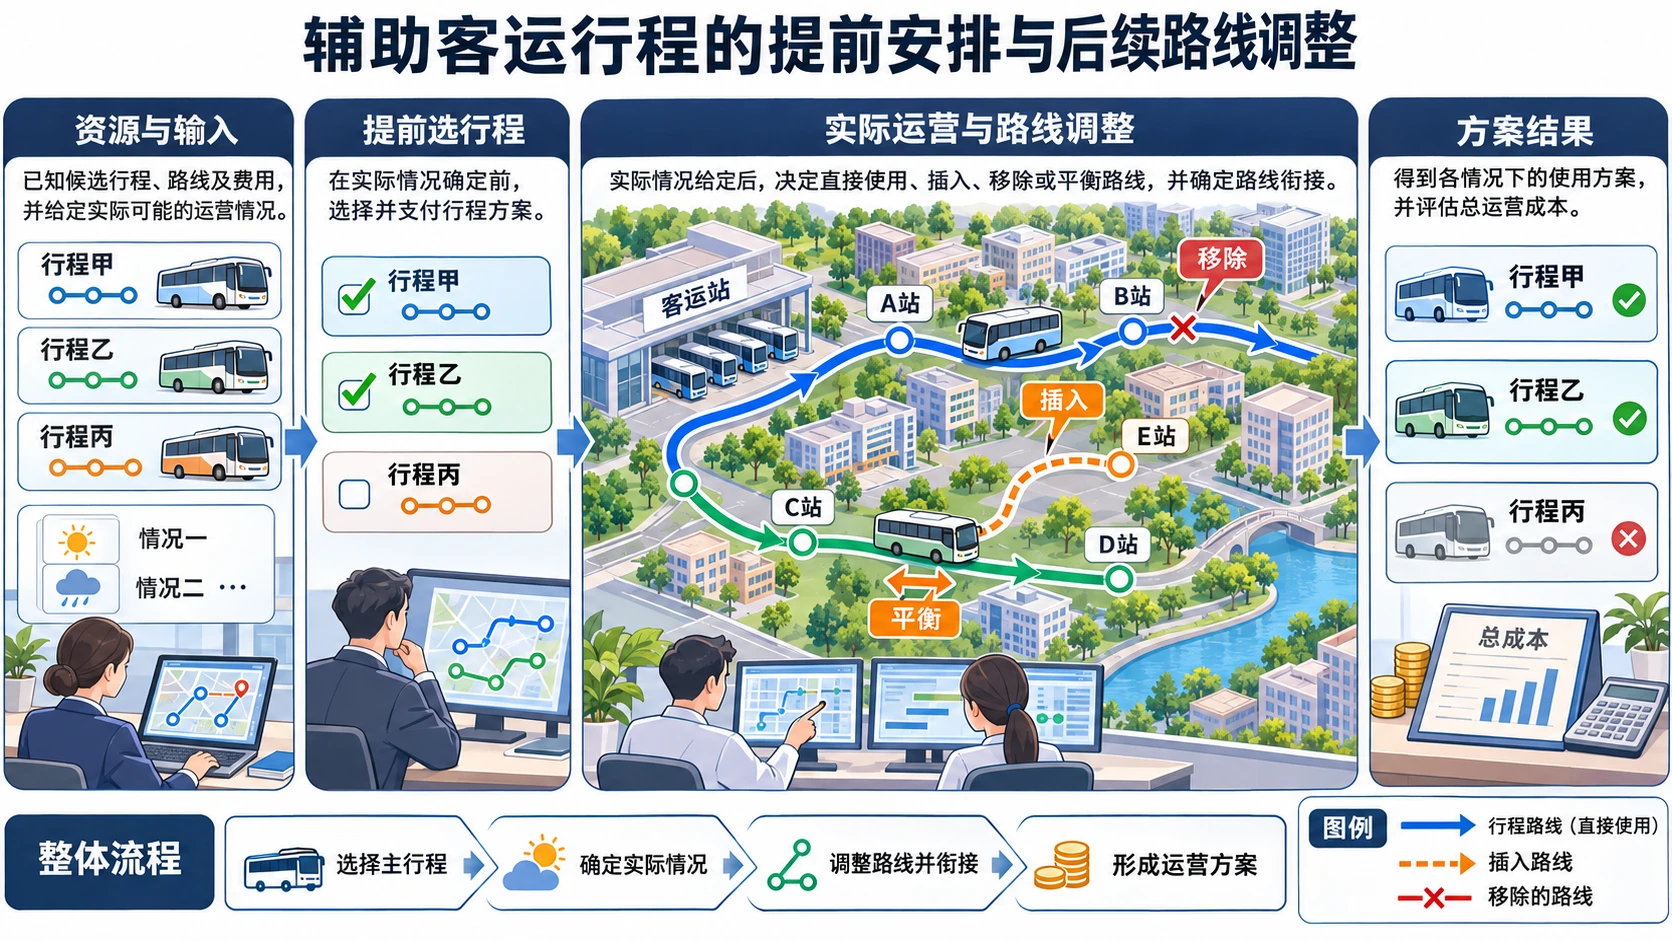 辅助客运行程的提前安排与后续路线调整
资源与输入
已知候选行程、路线及费用，
并给定实际可能的运营情况。
行程甲
行程乙
行程丙
情况一
情况二 ···
提前选行程
在实际情况确定前，
选择并支付行程方案。
行程甲
行程乙
行程丙
实际运营与路线调整
实际情况给定后，决定直接使用、插入、移除或平衡路线，并确定路线衔接。
客运站
A站
B站
移除
插入
E站
C站
D站
平衡
方案结果
得到各情况下的使用方案，
并评估总运营成本。
行程甲
行程乙
行程丙
总成本
整体流程
选择主行程
确定实际情况
调整路线并衔接
形成运营方案
图例
行程路线（直接使用）
插入路线
移除的路线